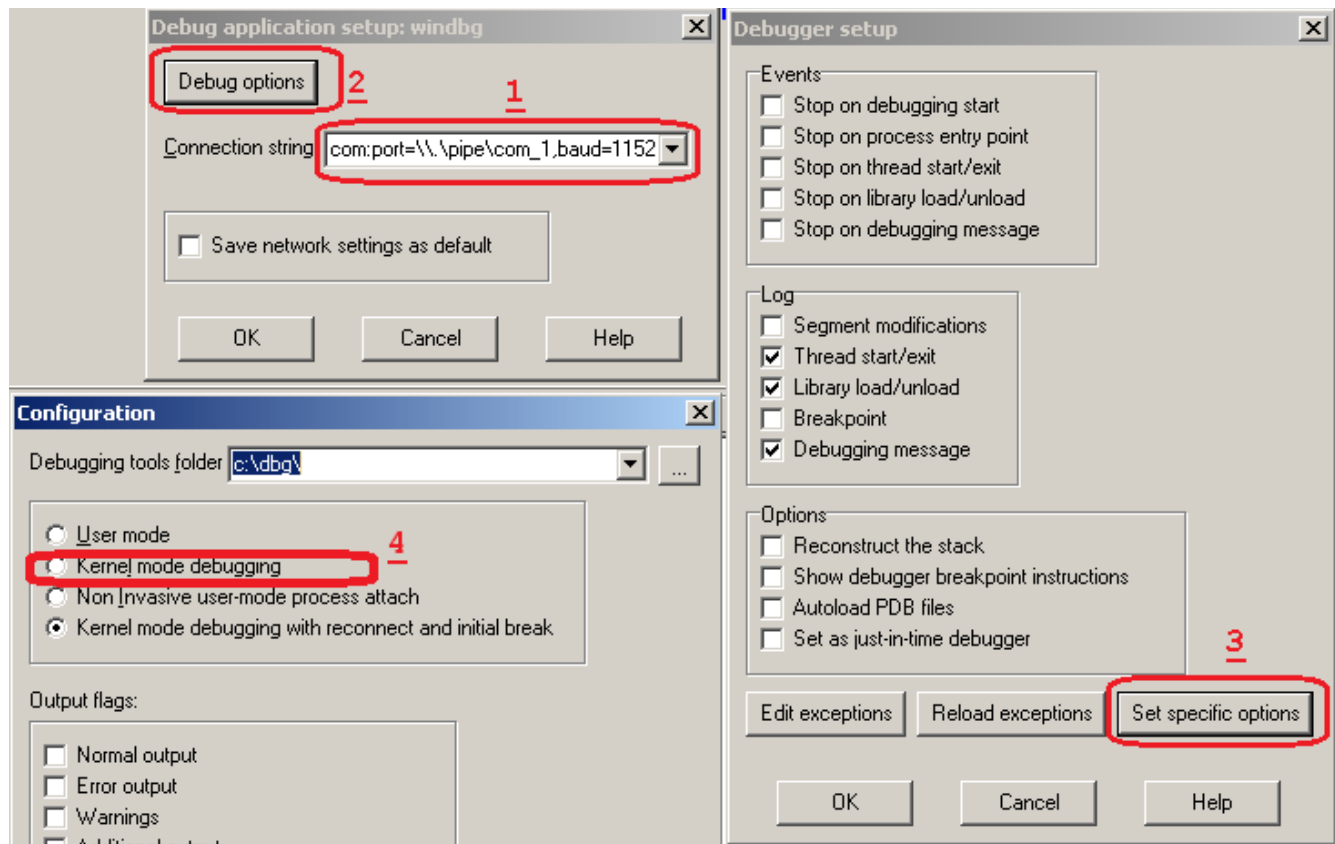 Debug application setup: windbg
Debug options
2
1
Connection string
com:port=\\.\pipe\com_1,baud=1152
Save network settings as default
OK
Cancel
Help
Configuration
Debugging tools folder
c:\dbg\
...
User mode
4
Kernel mode debugging
Non Invasive user-mode process attach
Kernel mode debugging with reconnect and initial break
Output flags:
Normal output
Error output
Warnings
Debugger setup
Events
Stop on debugging start
Stop on process entry point
Stop on thread start/exit
Stop on library load/unload
Stop on debugging message
Log
Segment modifications
Thread start/exit
Library load/unload
Breakpoint
Debugging message
Options
Reconstruct the stack
Show debugger breakpoint instructions
Autoload PDB files
Set as just-in-time debugger
3
Edit exceptions
Reload exceptions
Set specific options
OK
Cancel
Help